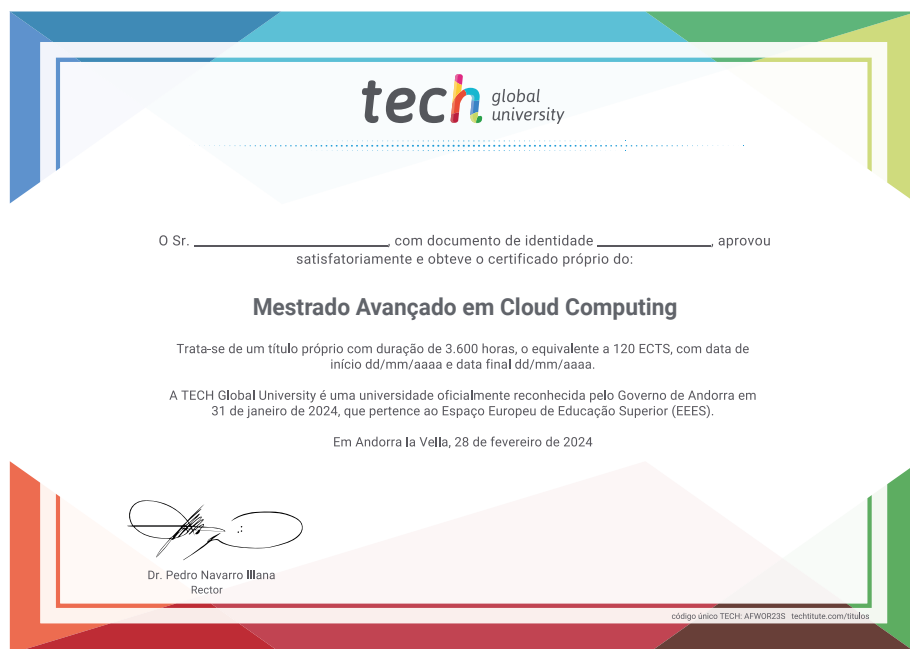 tech global
university
O Sr. ____________________, com documento de identidade ____________, aprovou
satisfatoriamente e obteve o certificado próprio do:
Mestrado Avançado em Cloud Computing
Trata-se de um título próprio com duração de 3.600 horas, o equivalente a 120 ECTS, com data de
início dd/mm/aaaa e data final dd/mm/aaaa.
A TECH Global University é uma universidade oficialmente reconhecida pelo Governo de Andorra em
31 de janeiro de 2024, que pertence ao Espaço Europeu de Educação Superior (EEES).
Em Andorra la Vella, 28 de fevereiro de 2024
Dr. Pedro Navarro Illana
Rector
código único TECH: AFWOR23S techtitute.com/titulos